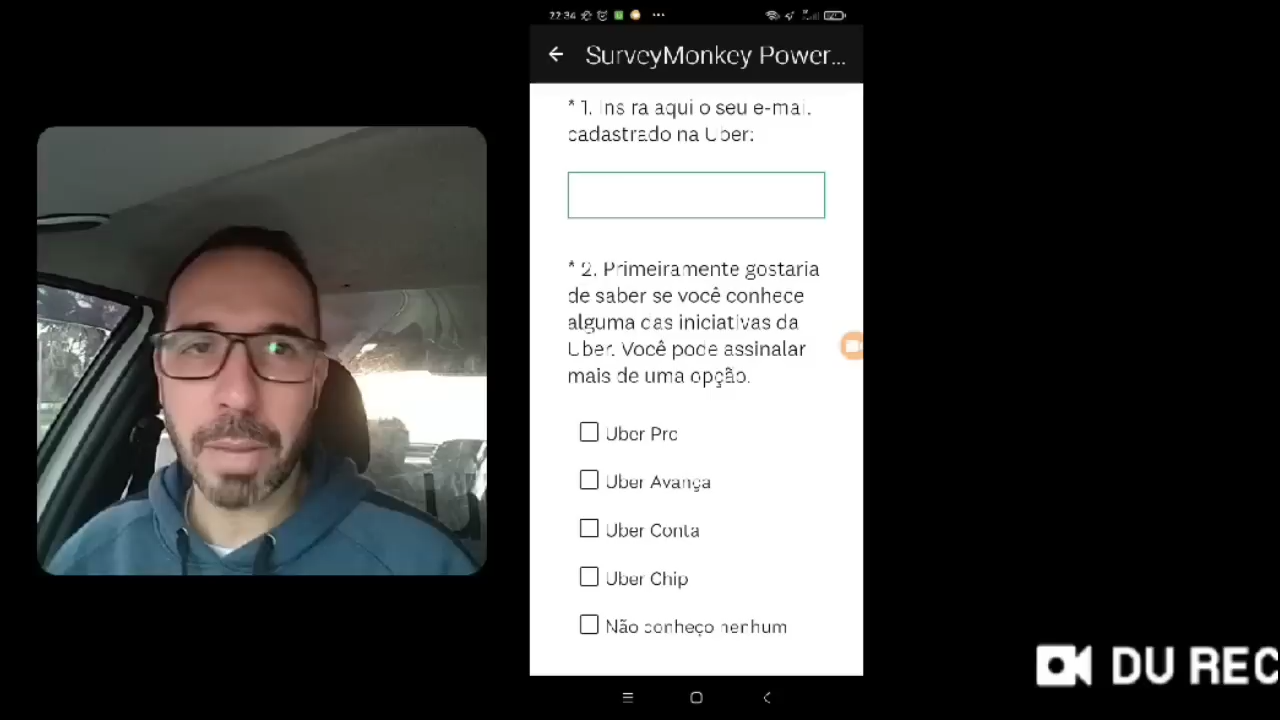 22:34
SurveyMonkey Power...
* 1. Insira aqui o seu e-mail
cadastrado na Uber:
* 2. Primeiramente gostaria
de saber se você conhece
alguma das iniciativas da
Uber. Você pode assinalar
mais de uma opção.
Uber Pro
Uber Avança
Uber Conta
Uber Chip
Não conheço nenhum
DU REC